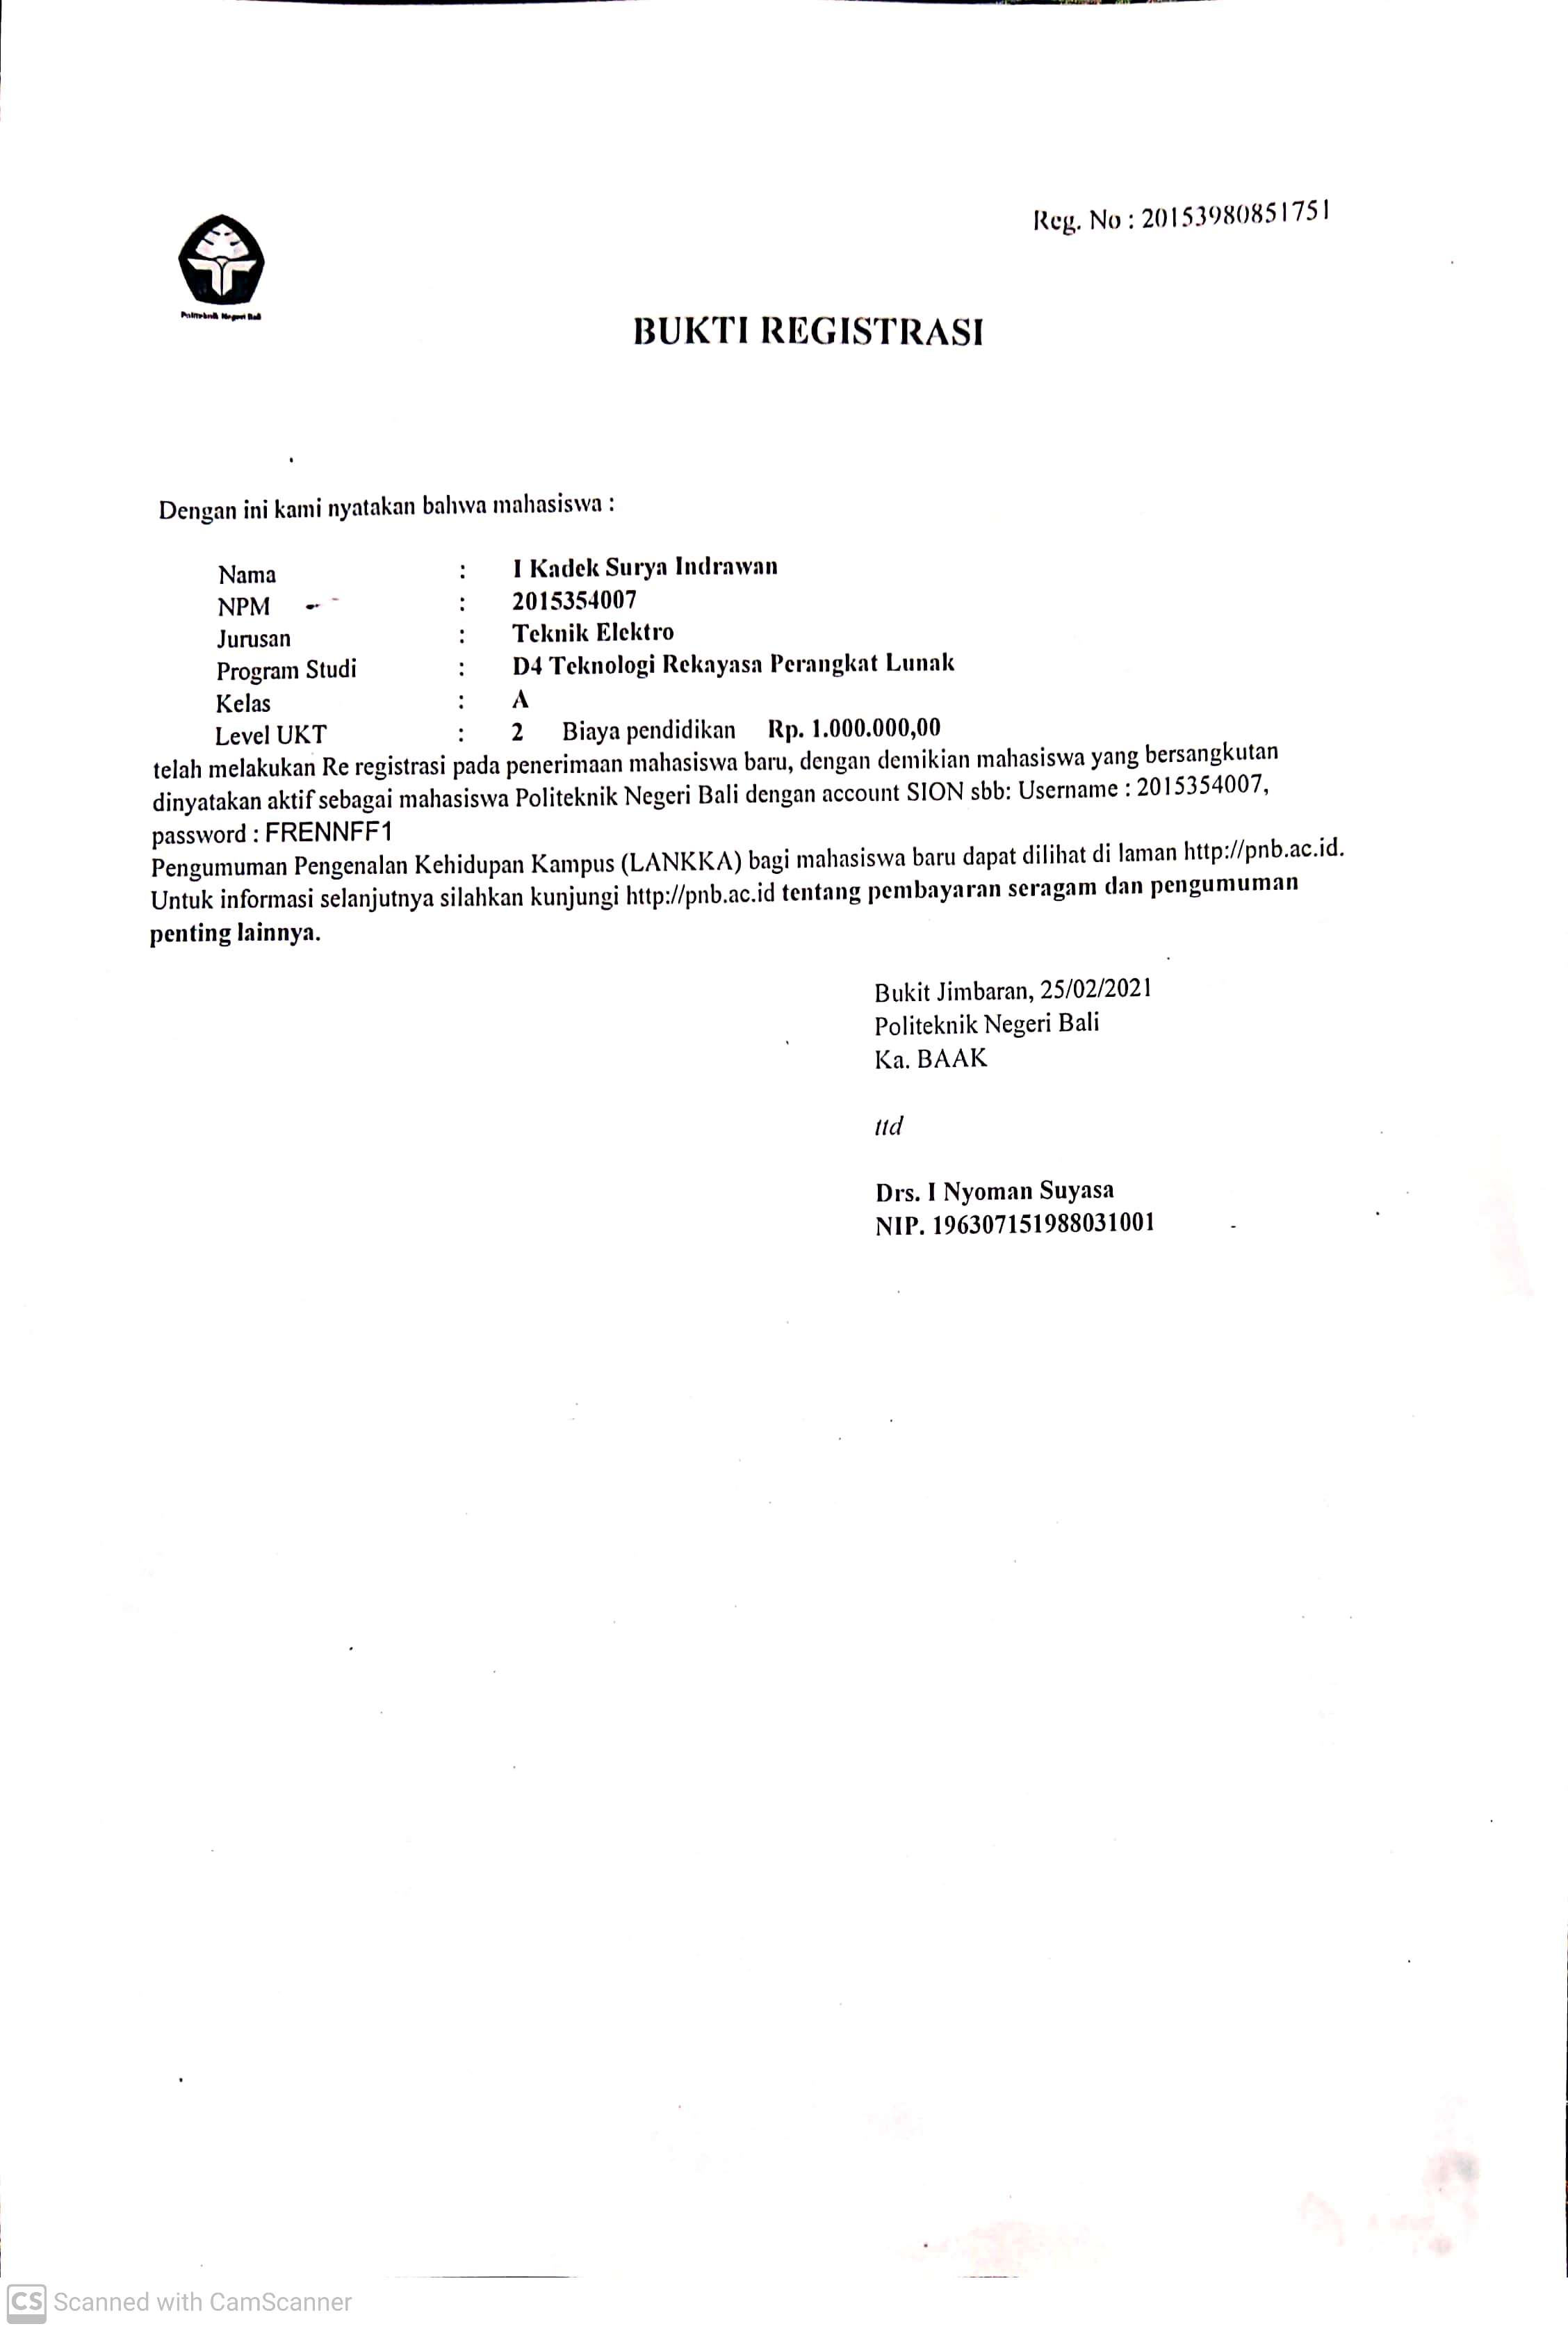 Reg. No : 20153980851751
Politeknik Negeri Bali
BUKTI REGISTRASI
Dengan ini kami nyatakan bahwa mahasiswa :
Nama : I Kadek Surya Indrawan
NPM : 2015354007
Jurusan : Teknik Elektro
Program Studi : D4 Teknologi Rekayasa Perangkat Lunak
Kelas : A
Level UKT : 2 Biaya pendidikan Rp. 1.000.000,00
telah melakukan Re registrasi pada penerimaan mahasiswa baru, dengan demikian mahasiswa yang bersangkutan
dinyatakan aktif sebagai mahasiswa Politeknik Negeri Bali dengan account SION sbb: Username : 2015354007,
password : FRENNFF1
Pengumuman Pengenalan Kehidupan Kampus (LANKKA) bagi mahasiswa baru dapat dilihat di laman http://pnb.ac.id.
Untuk informasi selanjutnya silahkan kunjungi http://pnb.ac.id tentang pembayaran seragam dan pengumuman
penting lainnya.
Bukit Jimbaran, 25/02/2021
Politeknik Negeri Bali
Ka. BAAK
ttd
Drs. I Nyoman Suyasa
NIP. 196307151988031001
CS Scanned with CamScanner